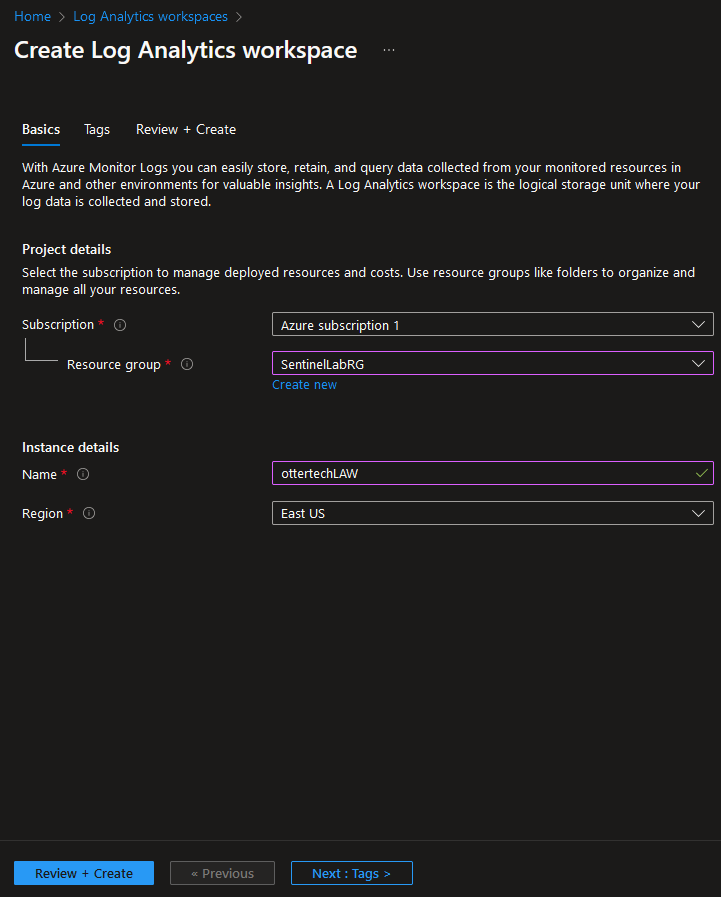 Home > Log Analytics workspaces >
Create Log Analytics workspace ...
Basics Tags Review + Create
With Azure Monitor Logs you can easily store, retain, and query data collected from your monitored resources in
Azure and other environments for valuable insights. A Log Analytics workspace is the logical storage unit where your
log data is collected and stored.
Project details
Select the subscription to manage deployed resources and costs. Use resource groups like folders to organize and
manage all your resources.
Subscription * Azure subscription 1
Resource group * SentinelLabRG
Create new
Instance details
Name * ottertechLAW
Region * East US
Review + Create « Previous Next : Tags >